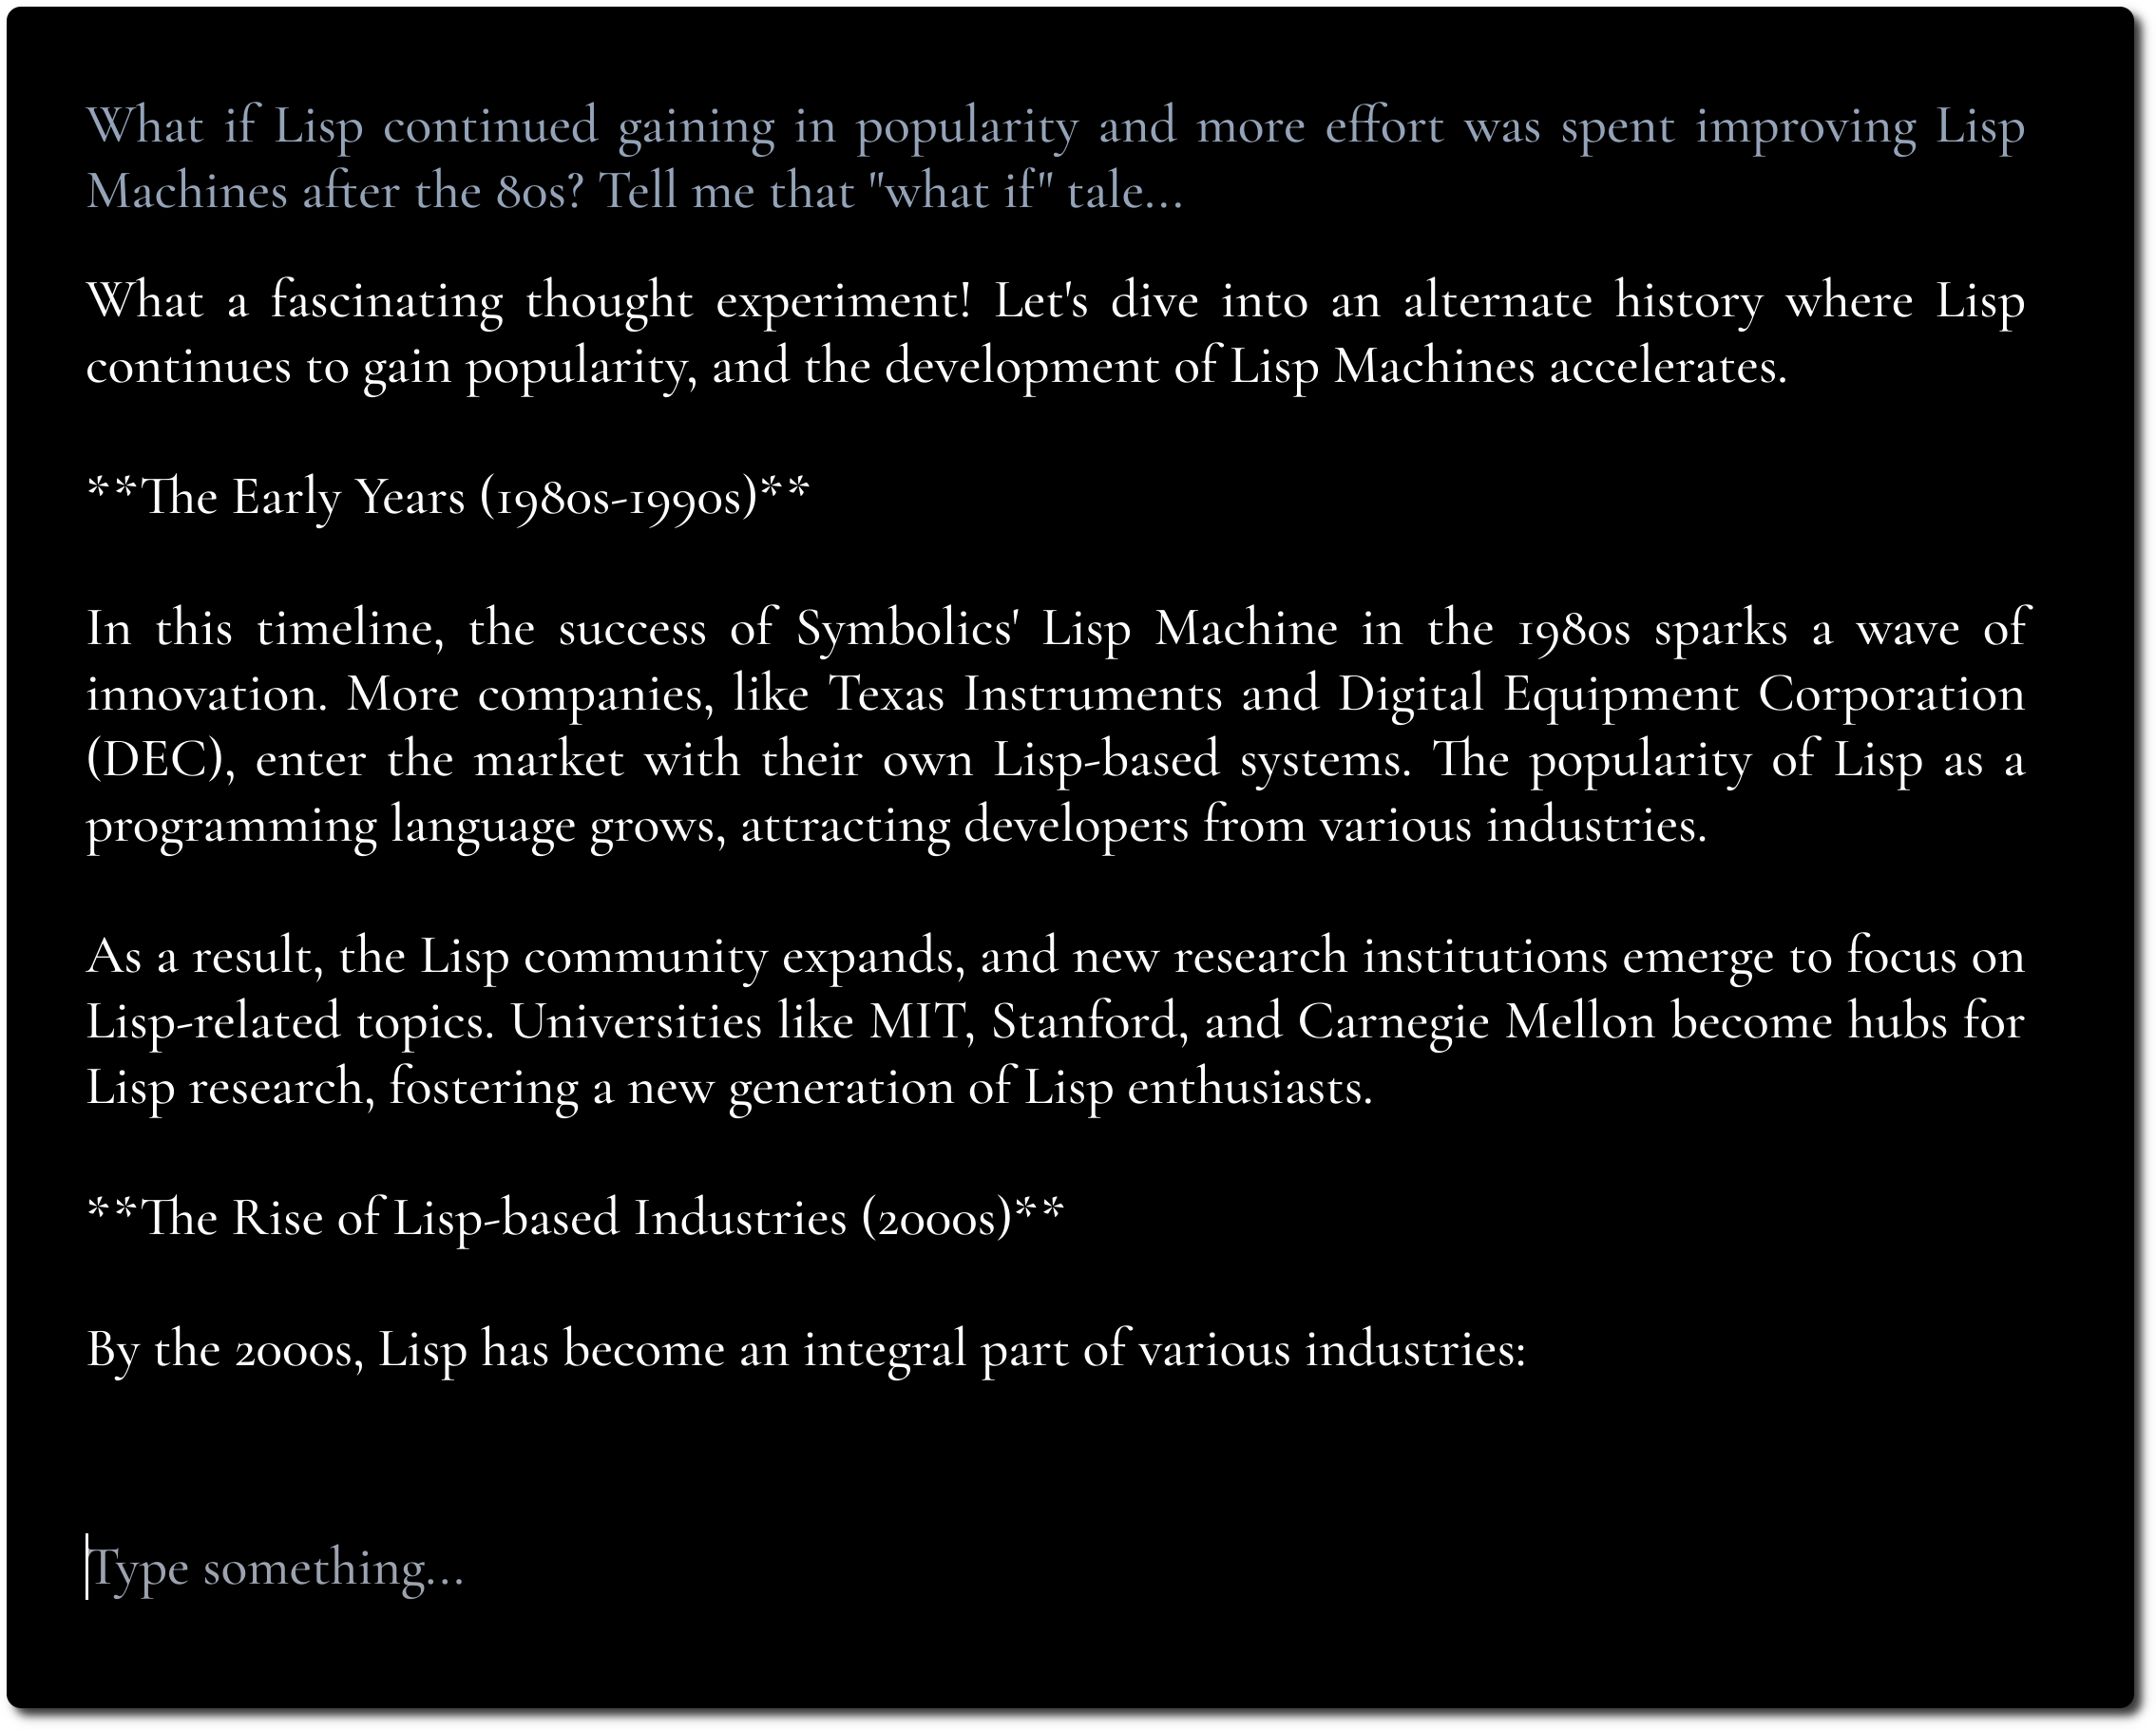 What if Lisp continued gaining in popularity and more effort was spent improving Lisp
Machines after the 80s? Tell me that "what if" tale...
What a fascinating thought experiment! Let's dive into an alternate history where Lisp
continues to gain popularity, and the development of Lisp Machines accelerates.
**The Early Years (1980s-1990s)**
In this timeline, the success of Symbolics' Lisp Machine in the 1980s sparks a wave of
innovation. More companies, like Texas Instruments and Digital Equipment Corporation
(DEC), enter the market with their own Lisp-based systems. The popularity of Lisp as a
programming language grows, attracting developers from various industries.
As a result, the Lisp community expands, and new research institutions emerge to focus on
Lisp-related topics. Universities like MIT, Stanford, and Carnegie Mellon become hubs for
Lisp research, fostering a new generation of Lisp enthusiasts.
**The Rise of Lisp-based Industries (2000s)**
By the 2000s, Lisp has become an integral part of various industries:
Type something...